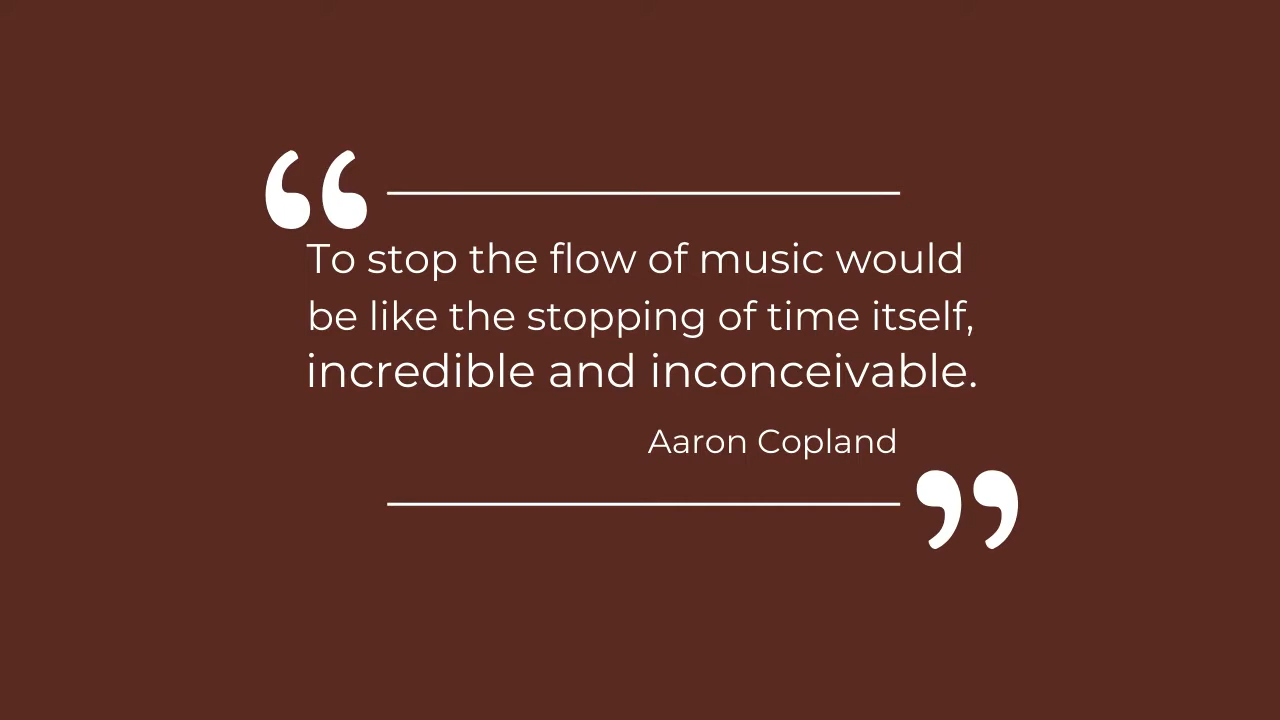 “
To stop the flow of music would
be like the stopping of time itself,
incredible and inconceivable.
Aaron Copland
”